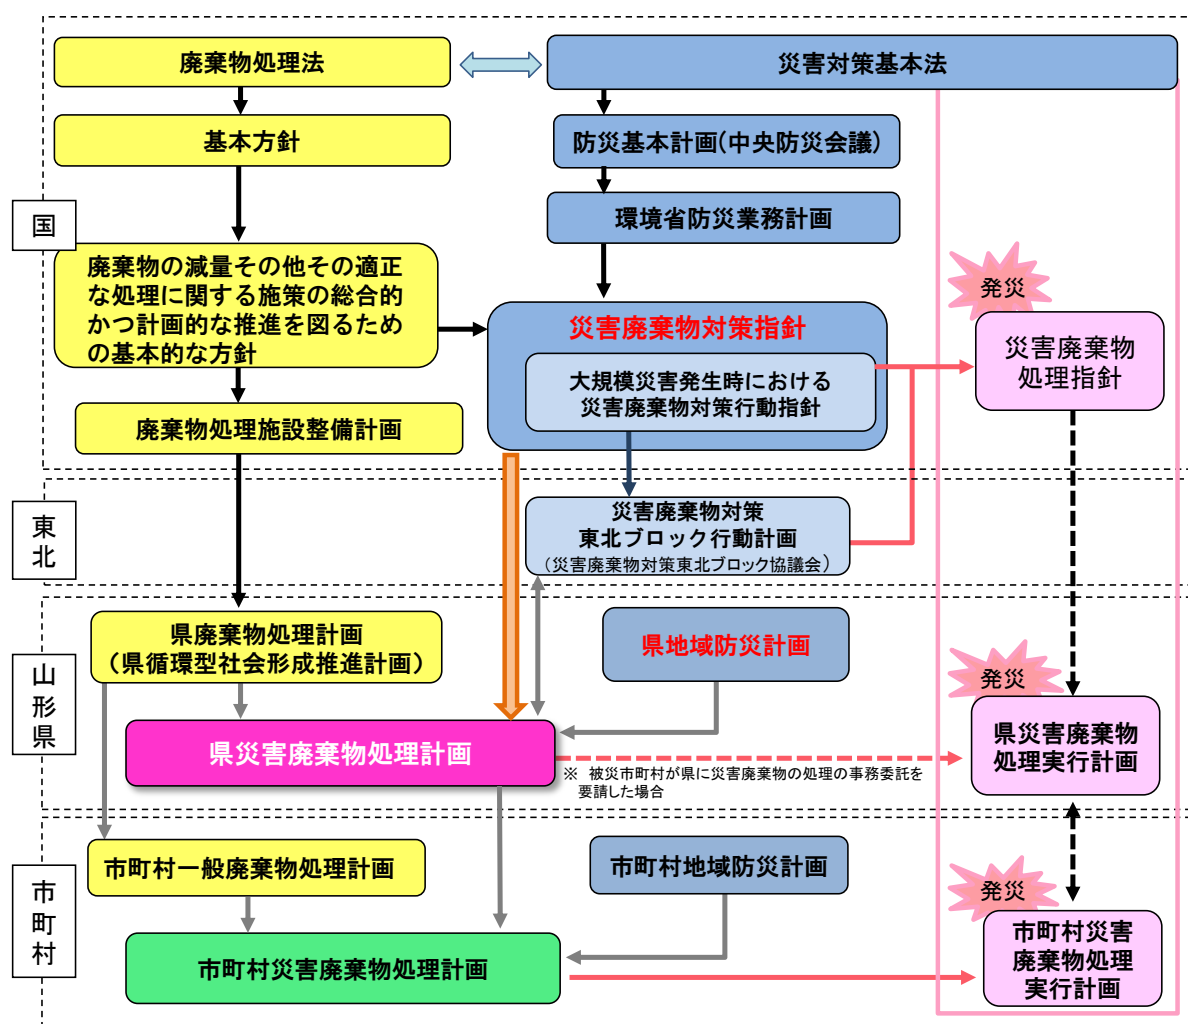 廃棄物処理法
災害対策基本法
基本方針
防災基本計画(中央防災会議)
国
環境省防災業務計画
廃棄物の減量その他その適正
な処理に関する施策の総合的
かつ計画的な推進を図るため
の基本的な方針
発災
災害廃棄物対策指針
災害廃棄物
処理指針
大規模災害発生時における
災害廃棄物対策行動指針
廃棄物処理施設整備計画
東
北
災害廃棄物対策
東北ブロック行動計画
(災害廃棄物対策東北ブロック協議会)
山
形
県
県廃棄物処理計画
(県循環型社会形成推進計画)
県地域防災計画
発災
県災害廃棄物処理計画
県災害廃棄物
処理実行計画
※ 被災市町村が県に災害廃棄物の処理の事務委託を
要請した場合
市
町
村
市町村一般廃棄物処理計画
市町村地域防災計画
発災
市町村災害廃棄物処理計画
市町村災害
廃棄物処理
実行計画